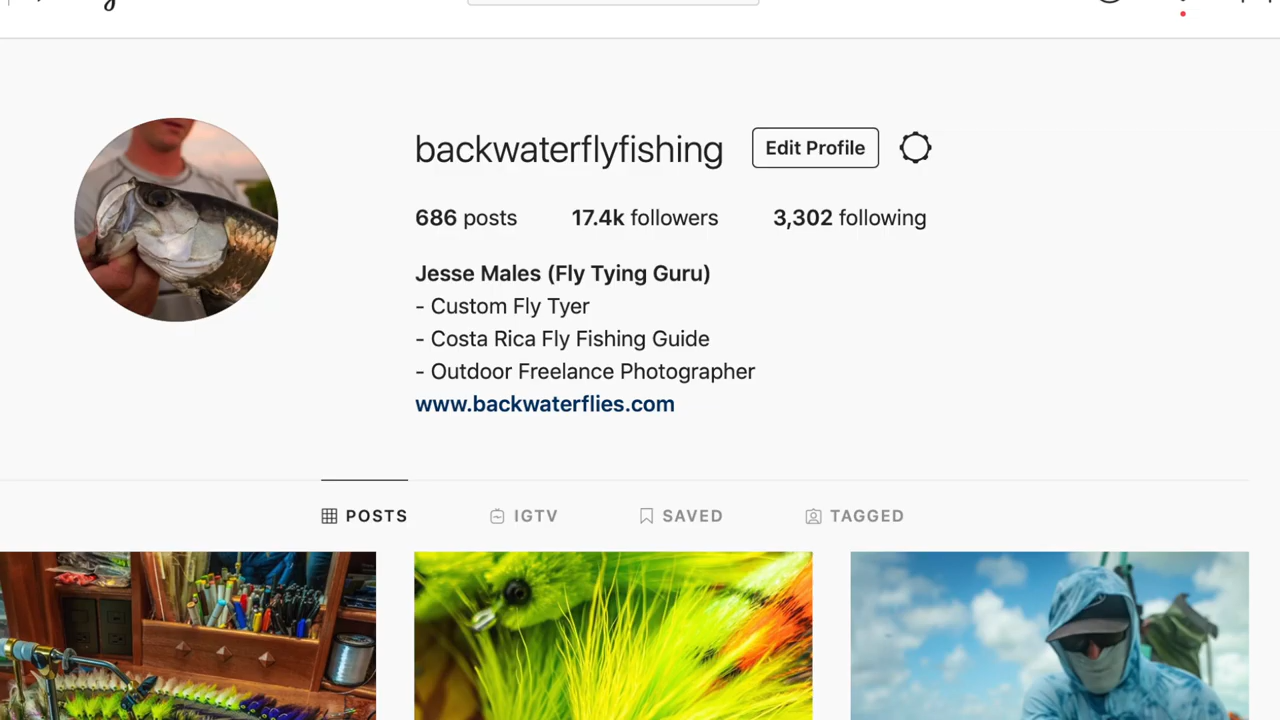 backwaterflyfishing Edit Profile
686 posts 17.4k followers 3,302 following
Jesse Males (Fly Tying Guru)
- Custom Fly Tyer
- Costa Rica Fly Fishing Guide
- Outdoor Freelance Photographer
www.backwaterflies.com
POSTS IGTV SAVED TAGGED